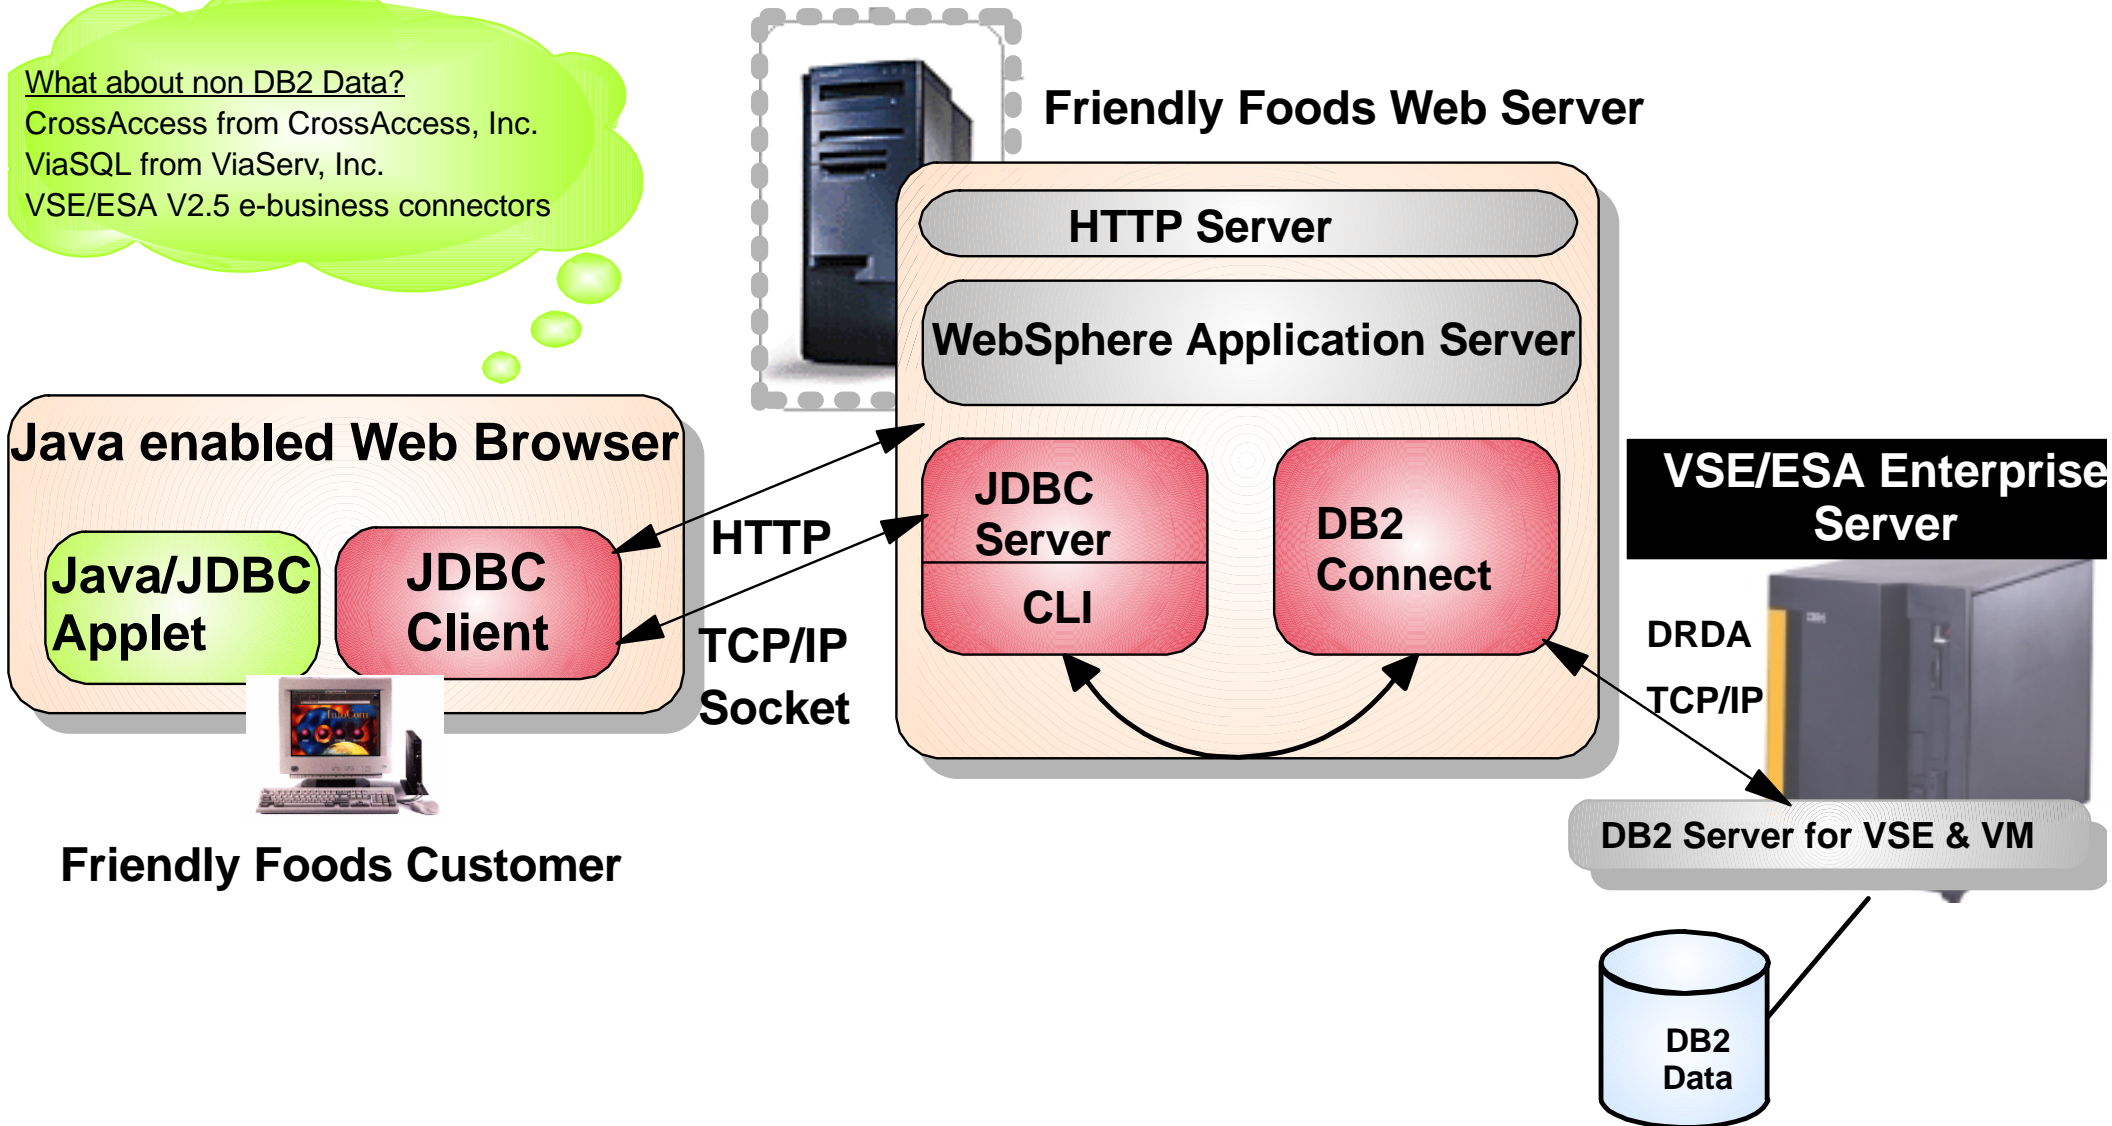 What about non DB2 Data?
CrossAccess from CrossAccess, Inc.
ViaSQL from ViaServ, Inc.
VSE/ESA V2.5 e-business connectors
Friendly Foods Web Server
HTTP Server
WebSphere Application Server
Java enabled Web Browser
Java/JDBC
Applet
JDBC
Client
HTTP
TCP/IP
Socket
JDBC
Server
CLI
DB2
Connect
VSE/ESA Enterprise
Server
DRDA
TCP/IP
IBM
InfoCom
DB2 Server for VSE & VM
Friendly Foods Customer
DB2
Data